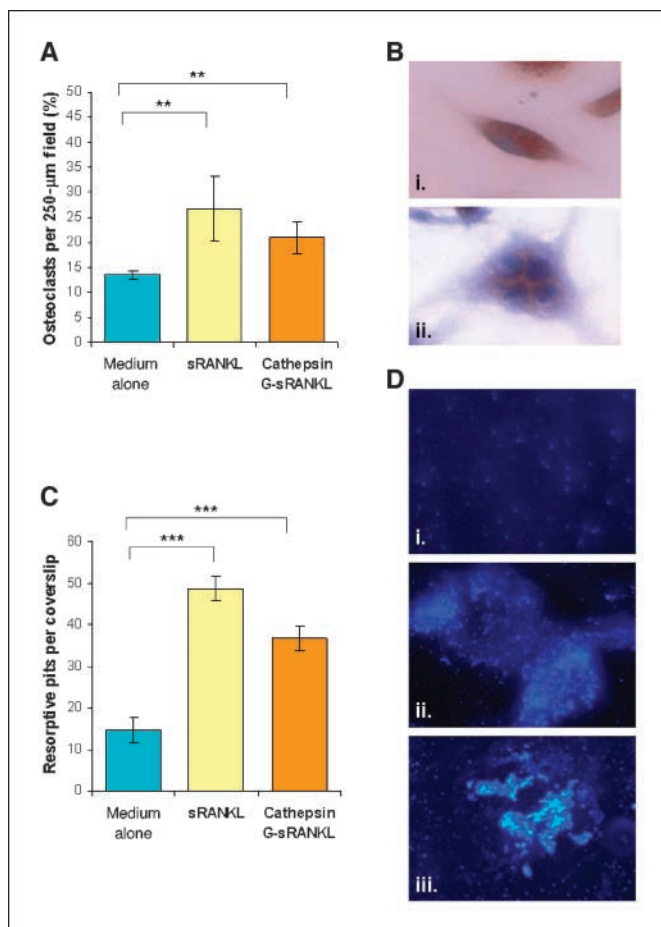 A
**
**
Osteoclasts per 250-µm field (%)
50
45
40
35
30
25
20
15
10
5
0
Medium
alone
sRANKL
Cathepsin
G-sRANKL
B
i.
ii.
C
***
***
Resorptive pits per coverslip
60
50
40
30
20
10
0
Medium
alone
sRANKL
Cathepsin
G-sRANKL
D
i.
ii.
iii.